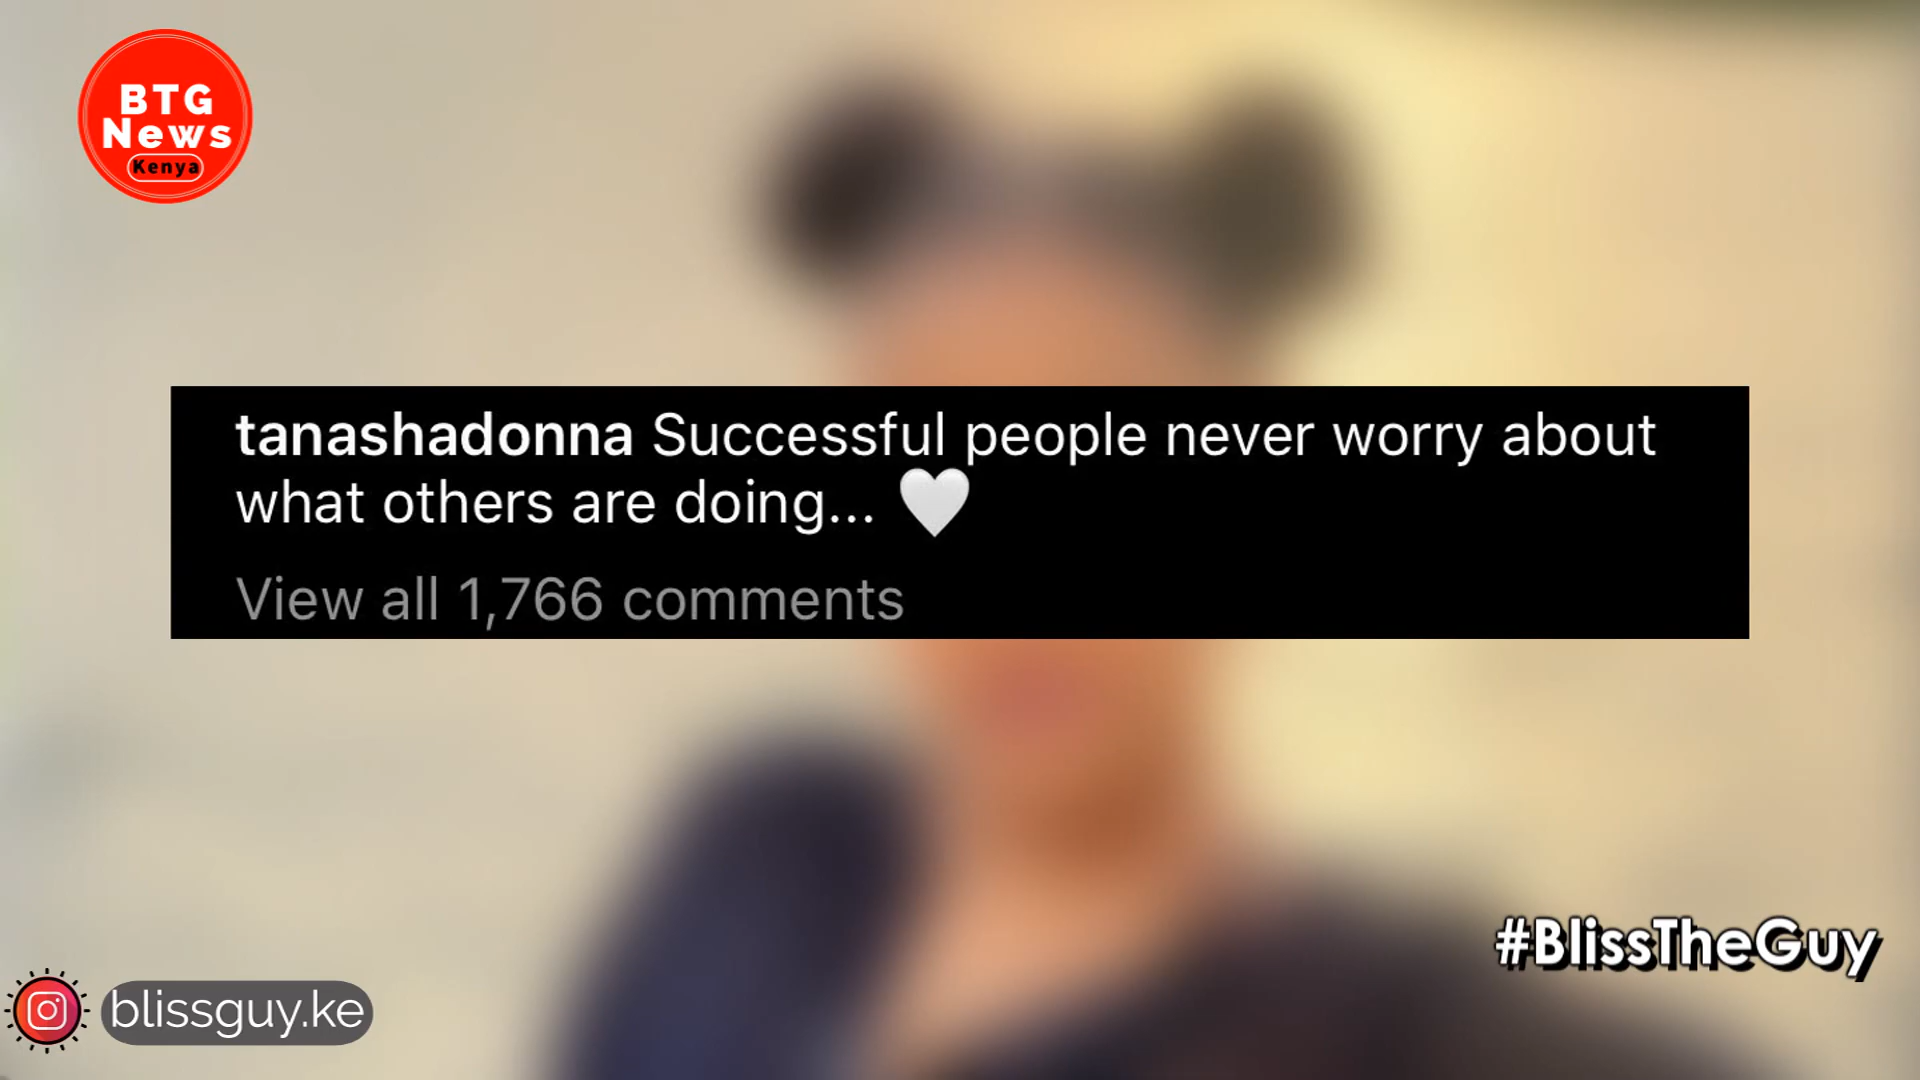 BTG
News
Kenya
tanashadonna Successful people never worry about
what others are doing... 🤍
View all 1,766 comments
#BlissTheGuy
blissguy.ke